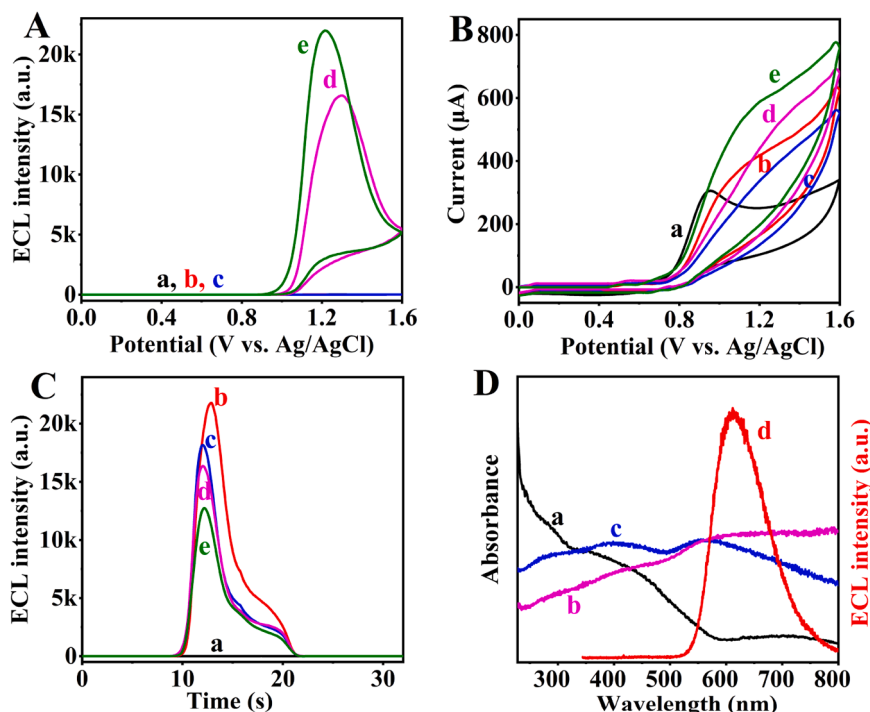 A
ECL intensity (a.u.)
20k
15k
10k
5k
0
e
d
a, b, c
0.0 0.4 0.8 1.2 1.6
Potential (V vs. Ag/AgCl)
B
Current (μA)
800
600
400
200
0
e
d
b
c
a
0.0 0.4 0.8 1.2 1.6
Potential (V vs. Ag/AgCl)
C
ECL intensity (a.u.)
20k
15k
10k
5k
0
b
c
d
e
a
0 10 20 30
Time (s)
D
Absorbance
ECL intensity (a.u.)
d
a
c
b
300 400 500 600 700 800
Wavelength (nm)